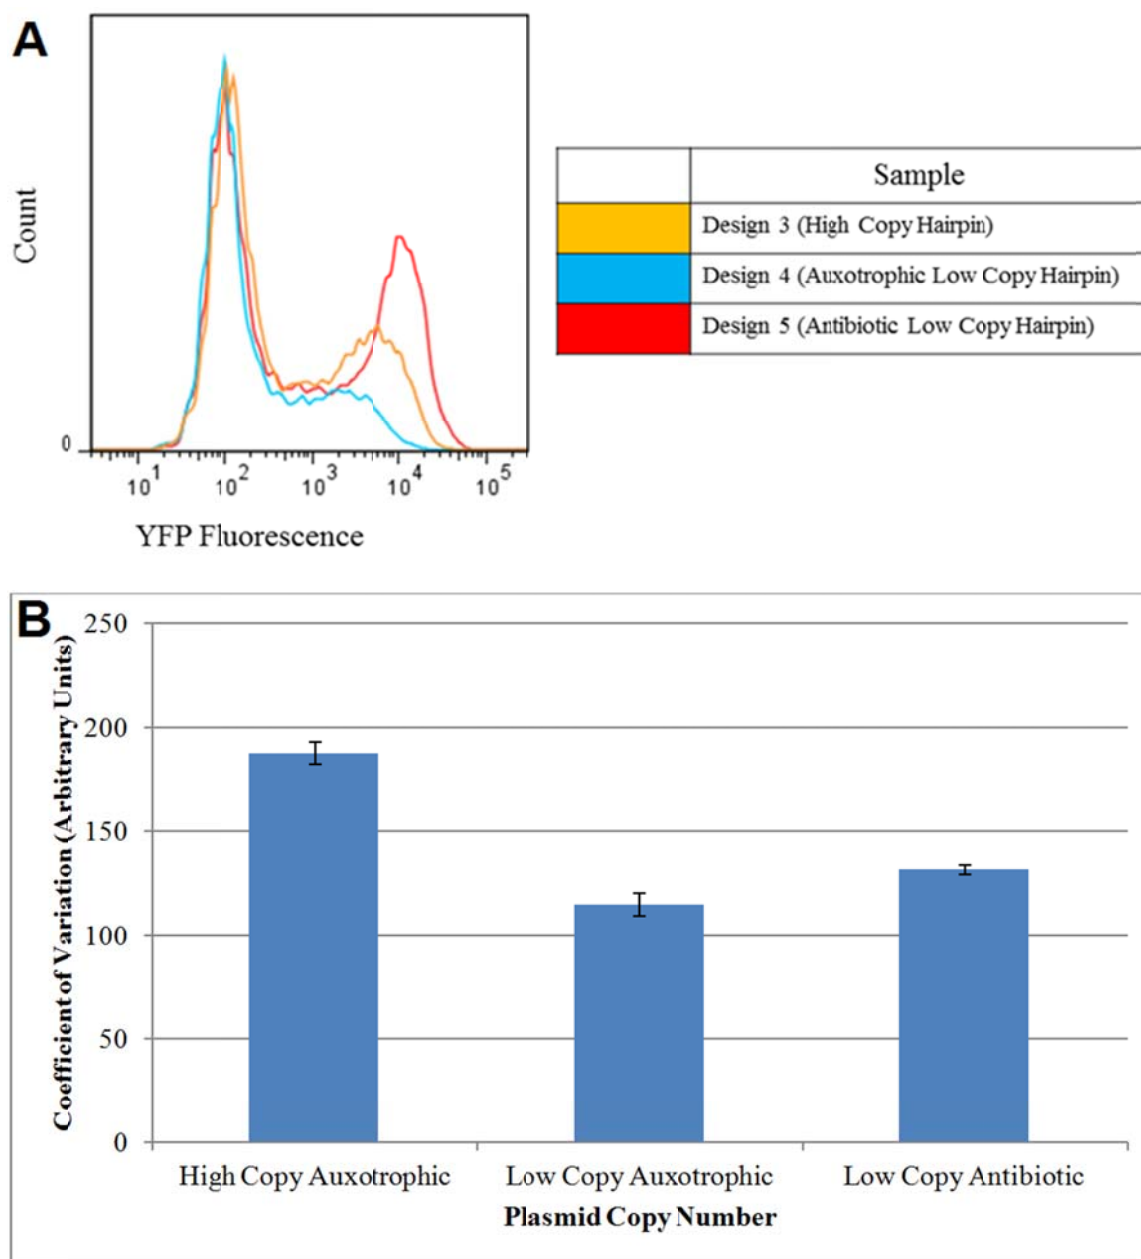 A
Count
0
10^1 10^2 10^3 10^4 10^5
YFP Fluorescence
Sample
Design 3 (High Copy Hairpin)
Design 4 (Auxotrophic Low Copy Hairpin)
Design 5 (Antibiotic Low Copy Hairpin)
B
Coefficient of Variation (Arbitrary Units)
250
200
150
100
50
0
High Copy Auxotrophic Low Copy Auxotrophic Low Copy Antibiotic
Plasmid Copy Number